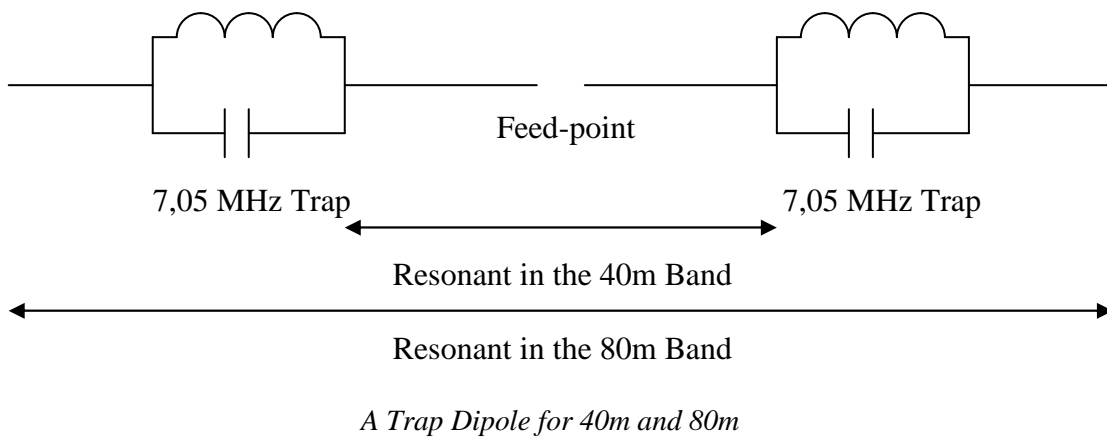 Feed-point
7,05 MHz Trap
7,05 MHz Trap
Resonant in the 40m Band
Resonant in the 80m Band
A Trap Dipole for 40m and 80m